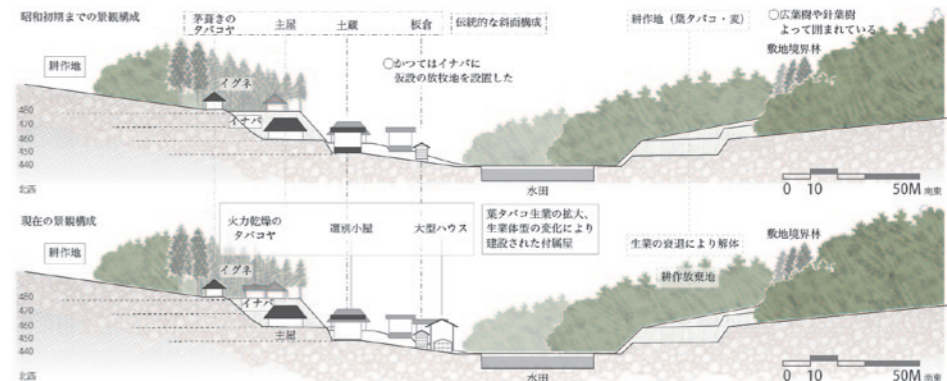 昭和初期までの景観構成
茅葺きの
タバコヤ
主屋
土蔵
板倉
伝統的な斜面構成
耕作地（葉タバコ・麦）
○広葉樹や針葉樹
よって囲まれている
敷地境界林
○かつてはイナバに
仮設の放牧地を設置した
耕作地
イグネ
イナバ
480
470
460
450
440
北西
水田
0 10 50M 南東
現在の景観構成
火力乾燥の
タバコヤ
選別小屋
大型ハウス
葉タバコ生業の拡大、
生業体型の変化により
建設された付属屋
生業の衰退により解体
敷地境界林
耕作地
イグネ
耕作放棄地
イナバ
主屋
480
470
460
450
440
北西
水田
0 10 50M 南東